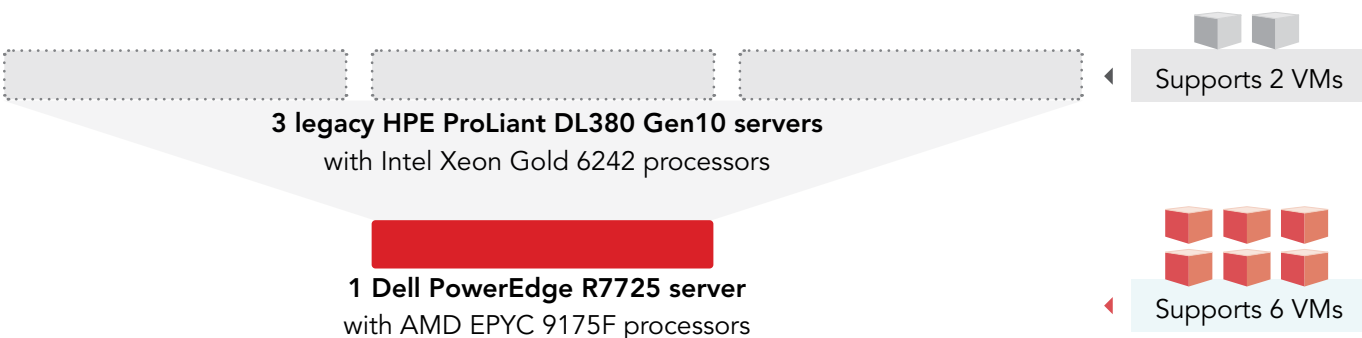 Supports 2 VMs
3 legacy HPE ProLiant DL380 Gen10 servers
with Intel Xeon Gold 6242 processors
1 Dell PowerEdge R7725 server
with AMD EPYC 9175F processors
Supports 6 VMs